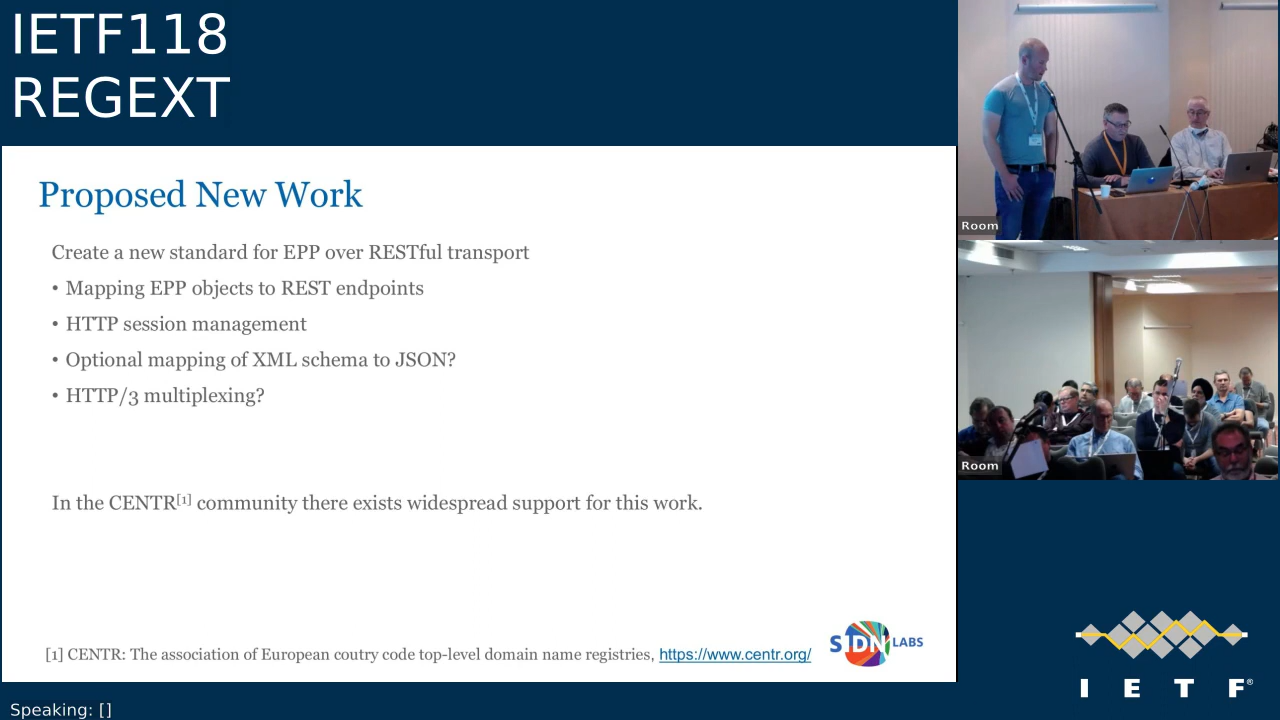 IETF118
REGEXT
Proposed New Work
Create a new standard for EPP over RESTful transport
• Mapping EPP objects to REST endpoints
• HTTP session management
• Optional mapping of XML schema to JSON?
• HTTP/3 multiplexing?
In the CENTR[1] community there exists widespread support for this work.
[1] CENTR: The association of European coutry code top-level domain name registries, https://www.centr.org/
SIDN LABS
Room
Room
I E T F®
Speaking: []